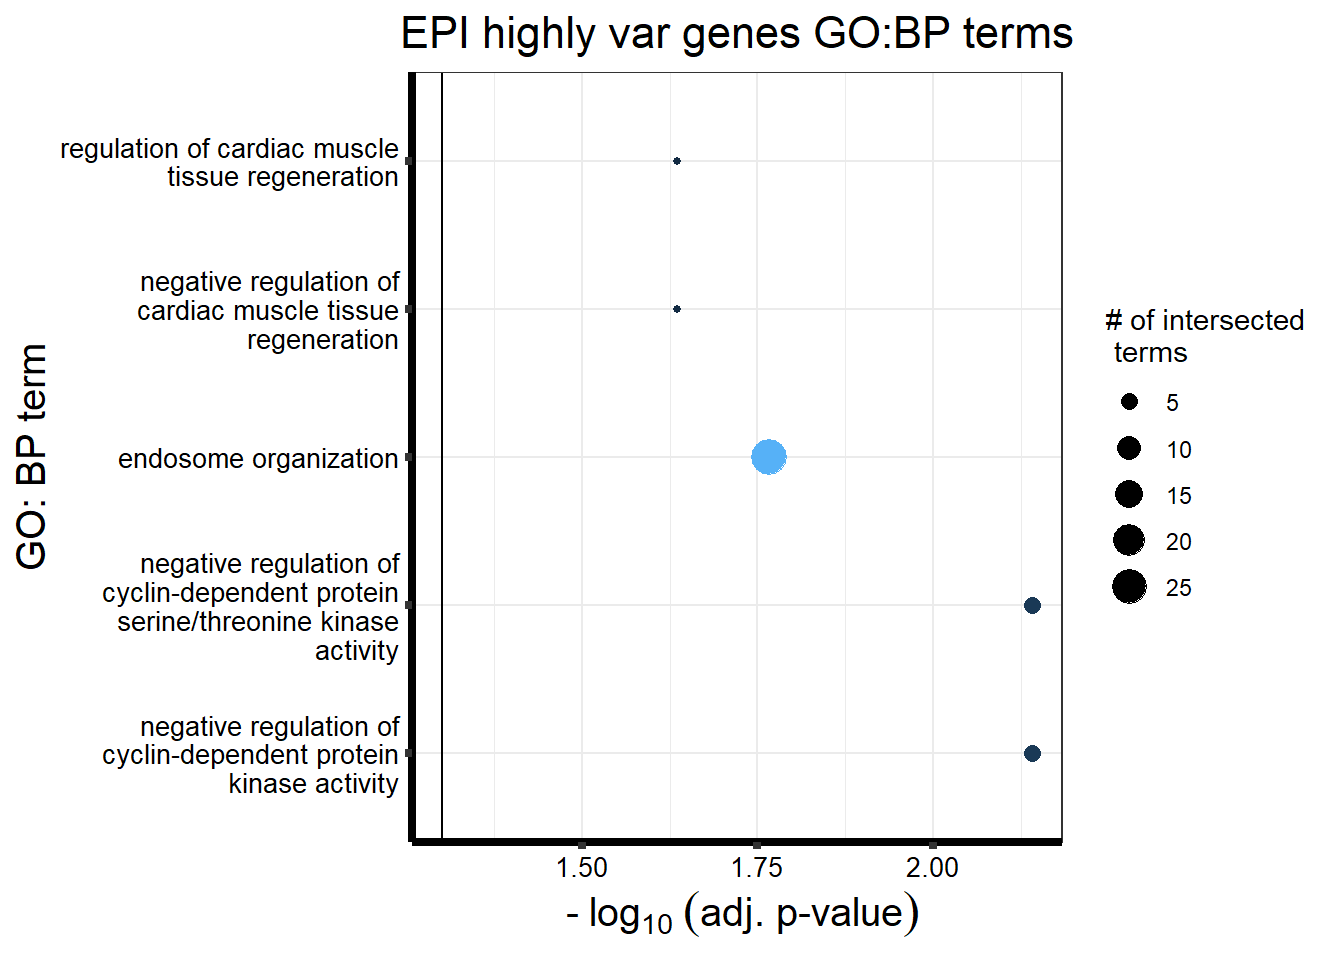 EPI highly var genes GO:BP terms
GO: BP term
regulation of cardiac muscle
tissue regeneration
negative regulation of
cardiac muscle tissue
regeneration
endosome organization
negative regulation of
cyclin-dependent protein
serine/threonine kinase
activity
negative regulation of
cyclin-dependent protein
kinase activity
1.50 1.75 2.00
- log10 (adj. p-value)
# of intersected
terms
5
10
15
20
25